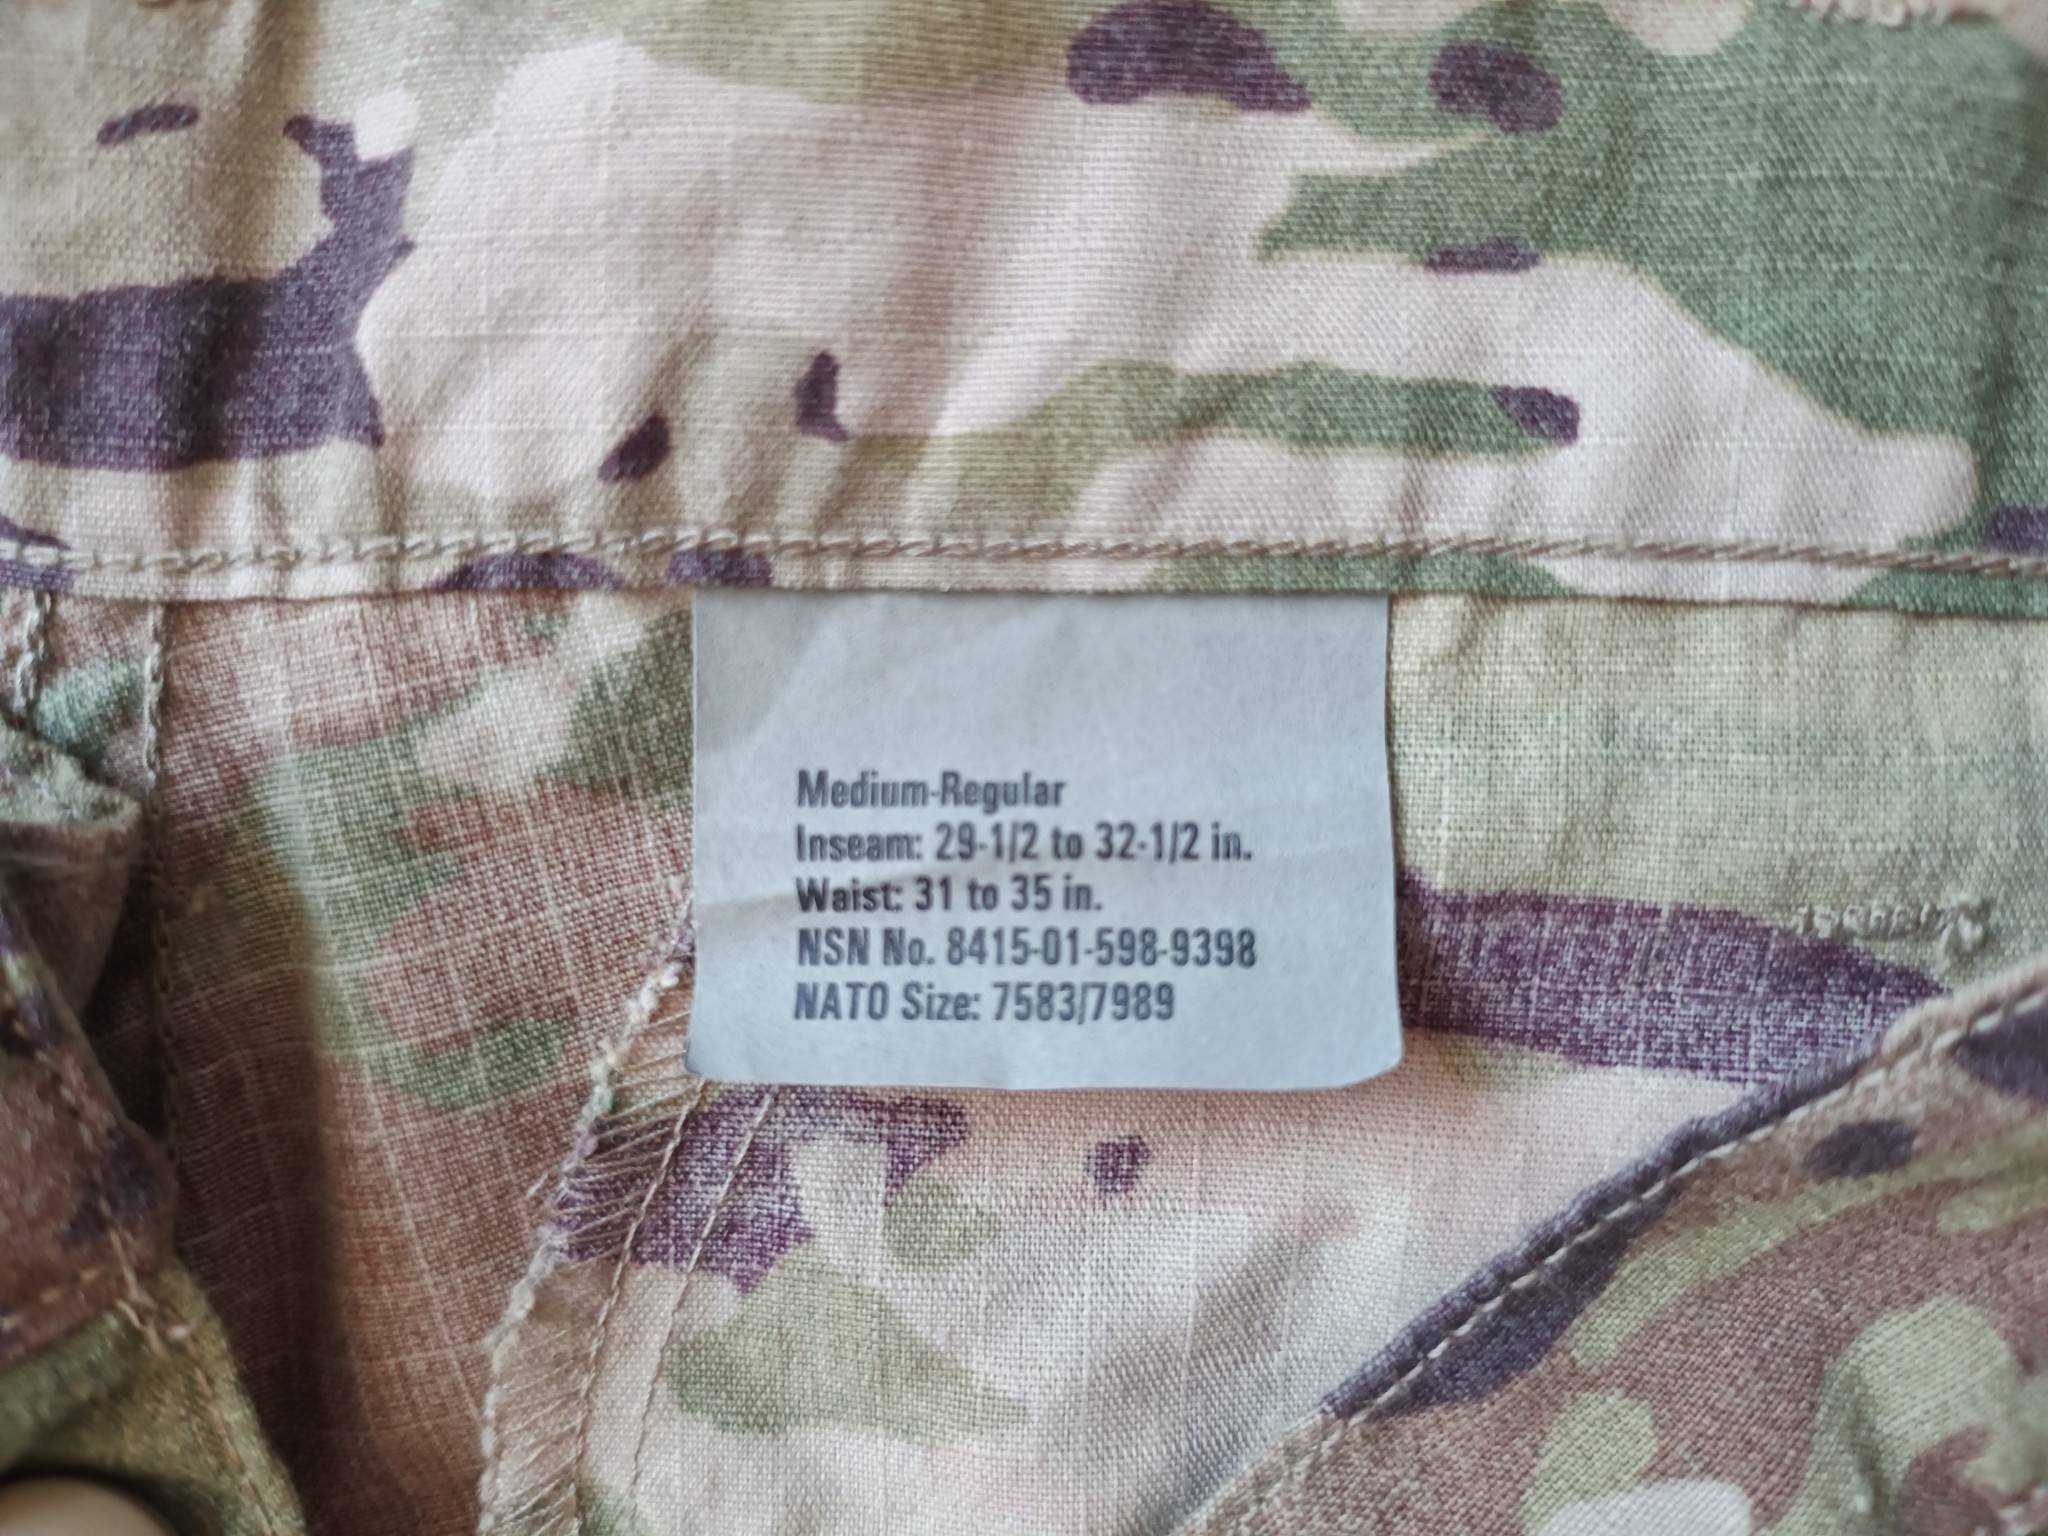 Medium-Regular
Inseam: 29-1/2 to 32-1/2 in.
Waist: 31 to 35 in.
NSN No. 8415-01-598-9398
NATO Size: 7583/7989